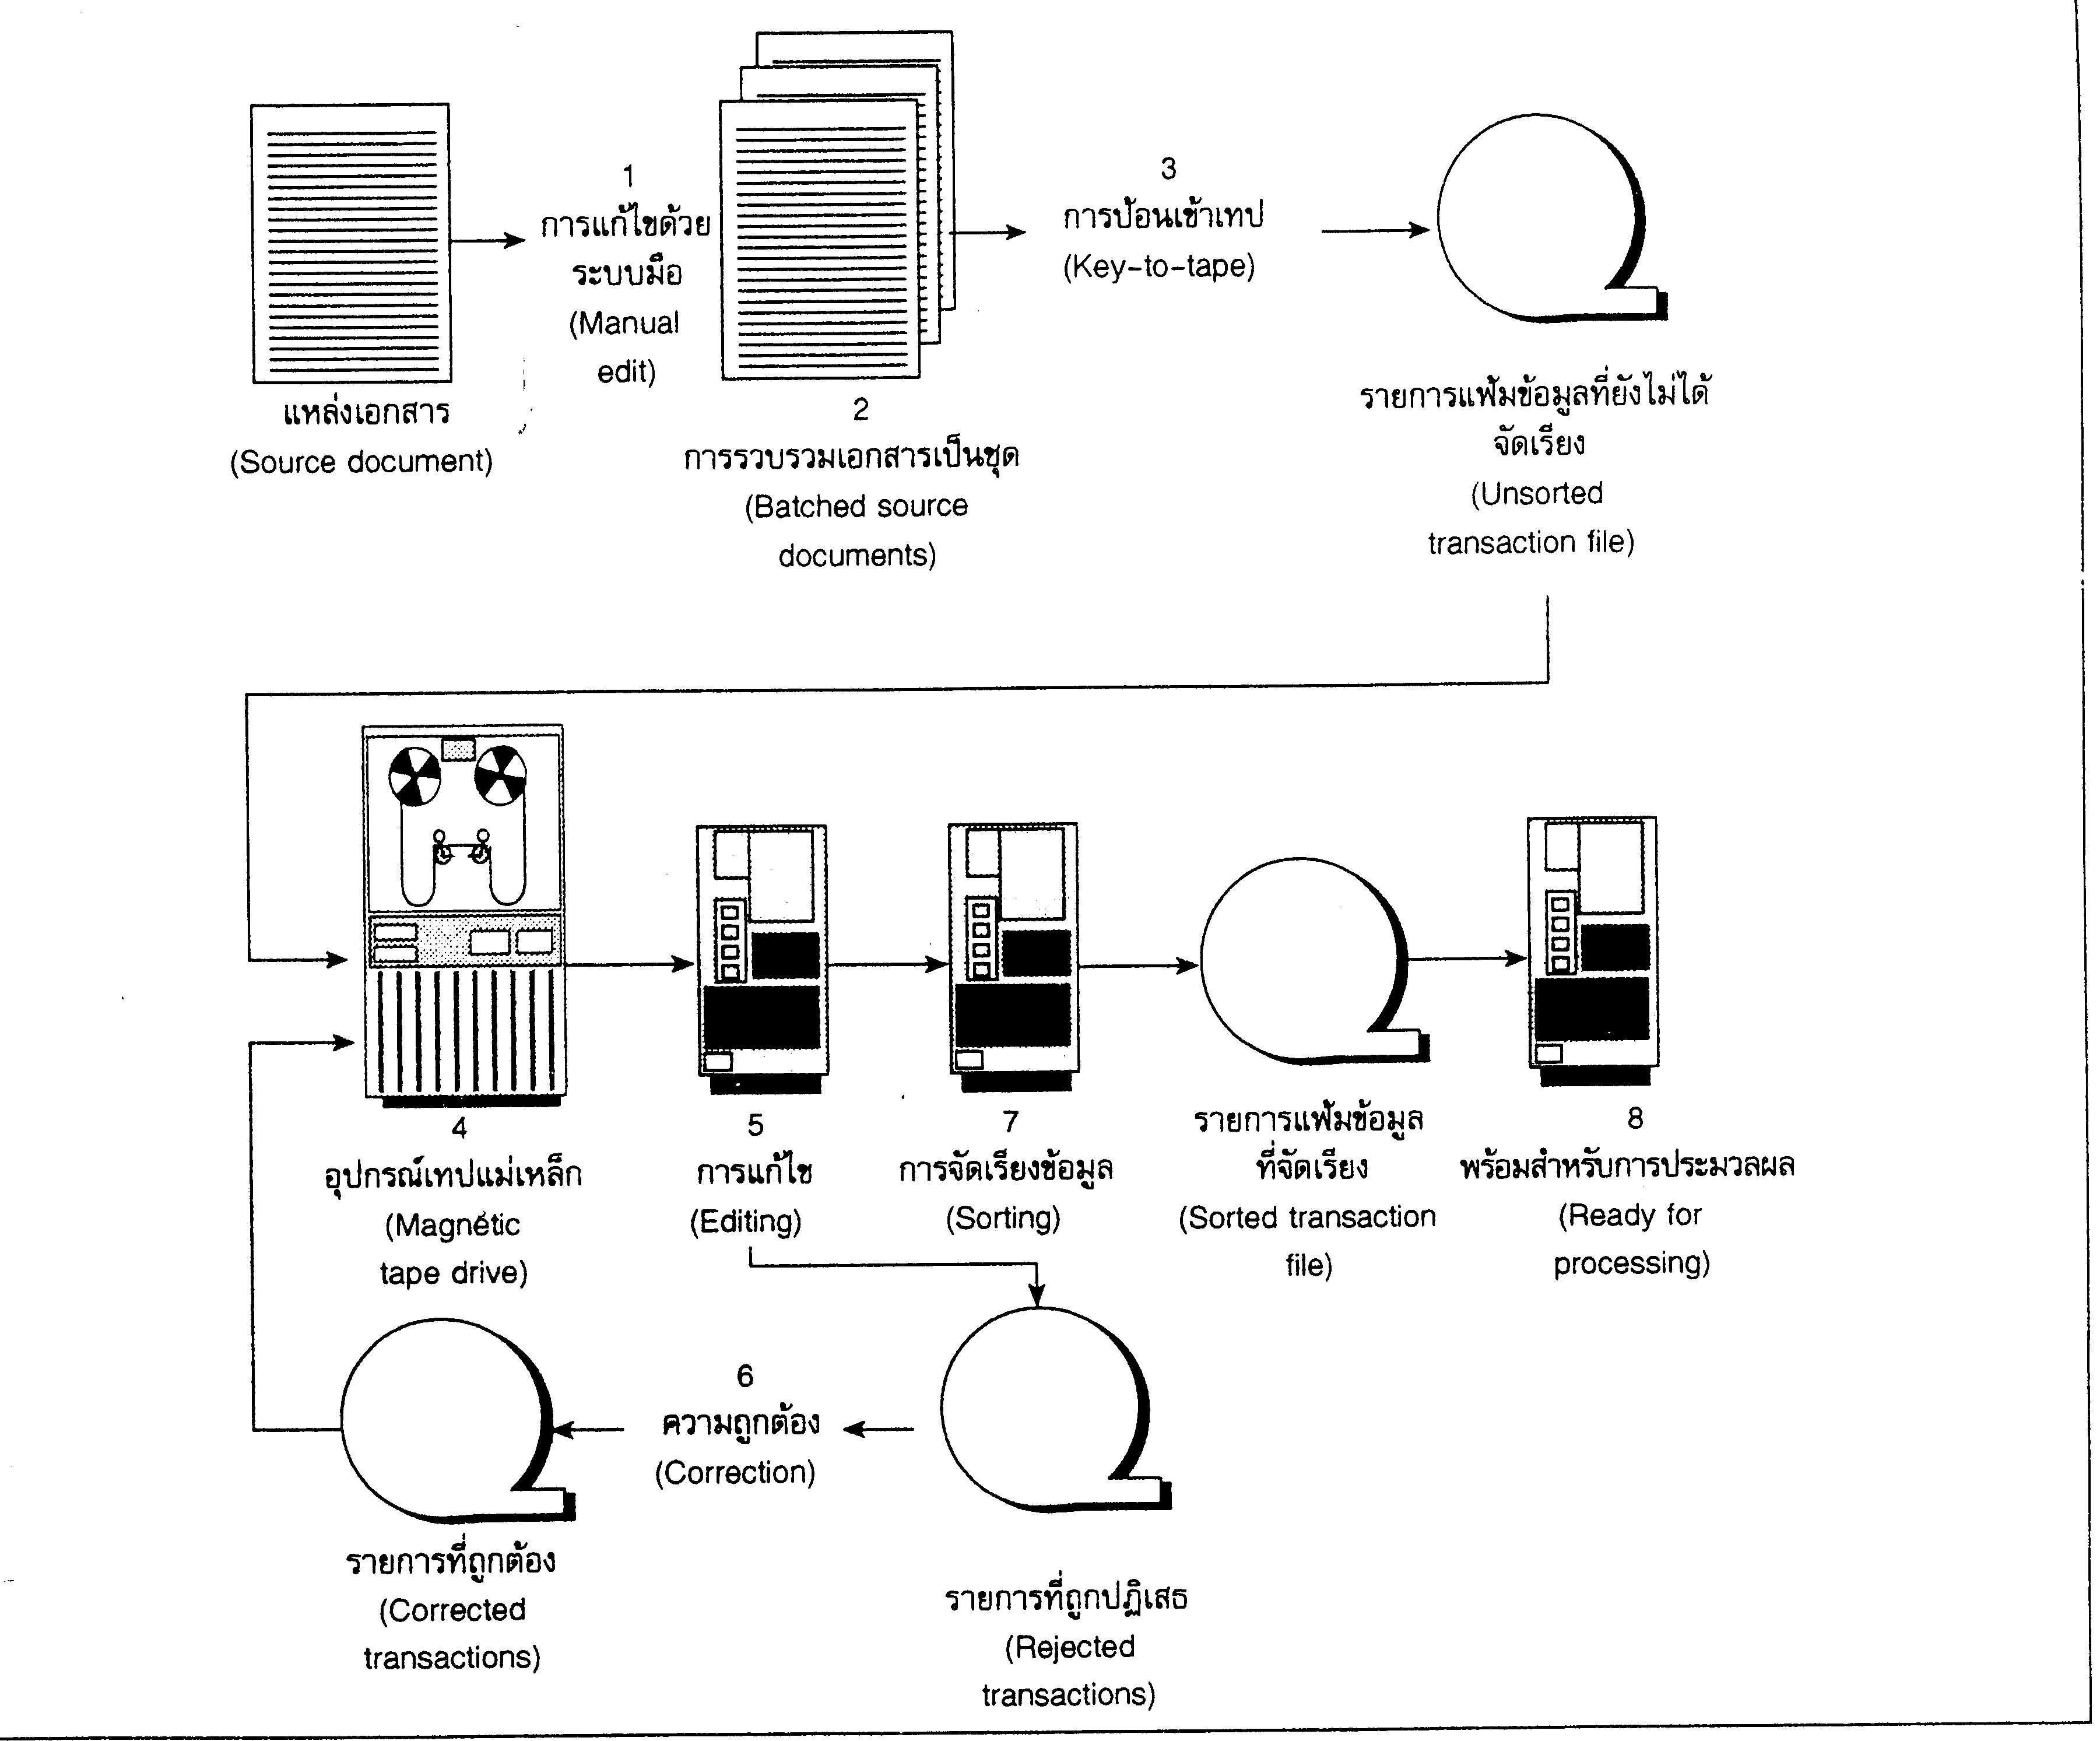 1
การแก้ไขด้วย
ระบบมือ
(Manual
edit)
แหล่งเอกสาร
(Source document)
2
การรวบรวมเอกสารเป็นชุด
(Batched source
documents)
3
การป้อนเข้าเทป
(Key-to-tape)
รายการแฟ้มข้อมูลที่ยังไม่ได้
จัดเรียง
(Unsorted
transaction file)
4
อุปกรณ์เทปแม่เหล็ก
(Magnetic
tape drive)
5
การแก้ไข
(Editing)
7
การจัดเรียงข้อมูล
(Sorting)
รายการแฟ้มข้อมูล
ที่จัดเรียง
(Sorted transaction
file)
8
พร้อมสำหรับการประมวลผล
(Ready for
processing)
6
ความถูกต้อง
(Correction)
รายการที่ถูกต้อง
(Corrected
transactions)
รายการที่ถูกปฏิเสธ
(Rejected
transactions)